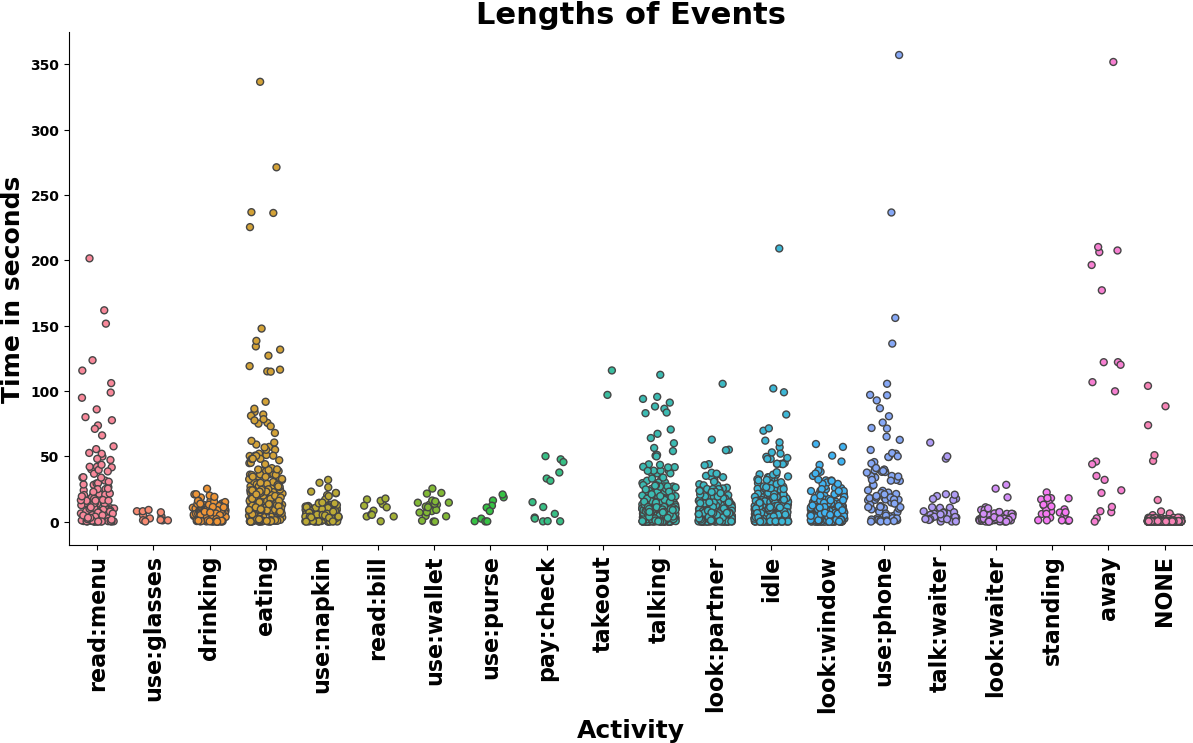 Lengths of Events
Time in seconds
350
300
250
200
150
100
50
0
read:menu
use:glasses
drinking
eating
use:napkin
read:bill
use:wallet
use:purse
pay:check
takeout
talking
look:partner
idle
look:window
use:phone
talk:waiter
look:waiter
standing
away
NONE
Activity